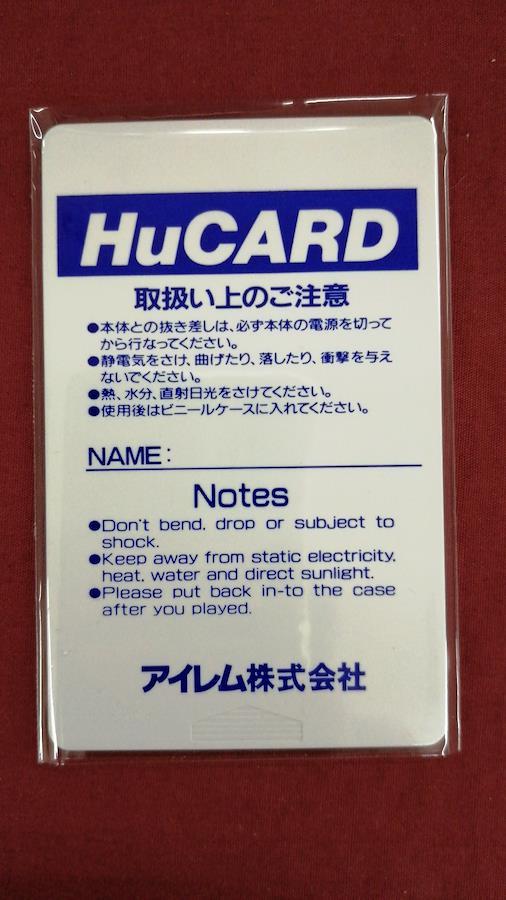 HuCARD
取扱い上のご注意
●本体との抜き差しは、必ず本体の電源を切って
から行なってください。
●静電気をさけ、曲げたり、落したり、衝撃を与え
ないでください。
●熱、水分、直射日光をさけてください。
●使用後はビニールケースに入れてください。
NAME:
Notes
●Don't bend, drop or subject to
shock.
●Keep away from static electricity,
heat, water and direct sunlight.
●Please put back in-to the case
after you played.
アイレム株式会社